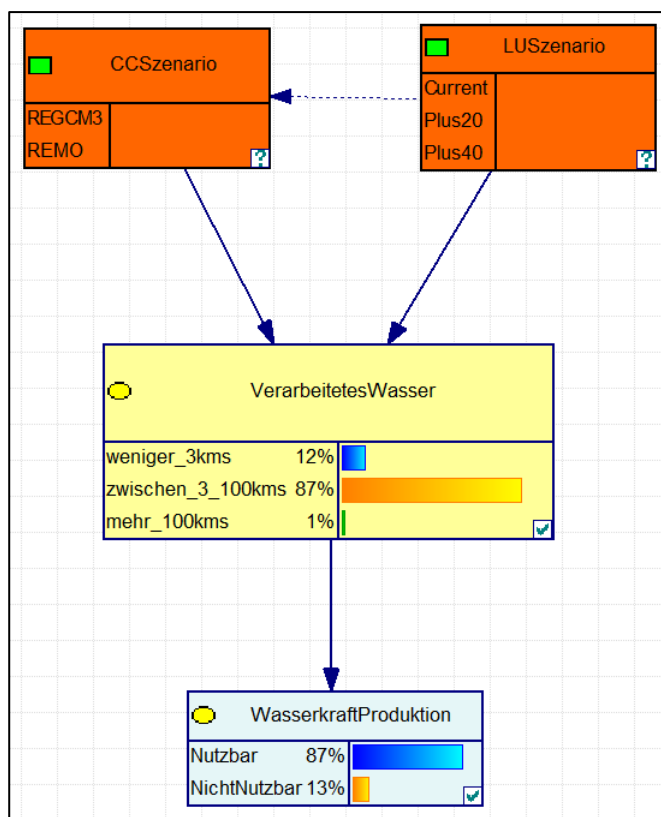 CCSzenario
REGCM3
REMO
?
LUSzenario
Current
Plus20
Plus40
?
VerarbeitetesWasser
weniger_3kms 12%
zwischen_3_100kms 87%
mehr_100kms 1%
WasserkraftProduktion
Nutzbar 87%
NichtNutzbar 13%